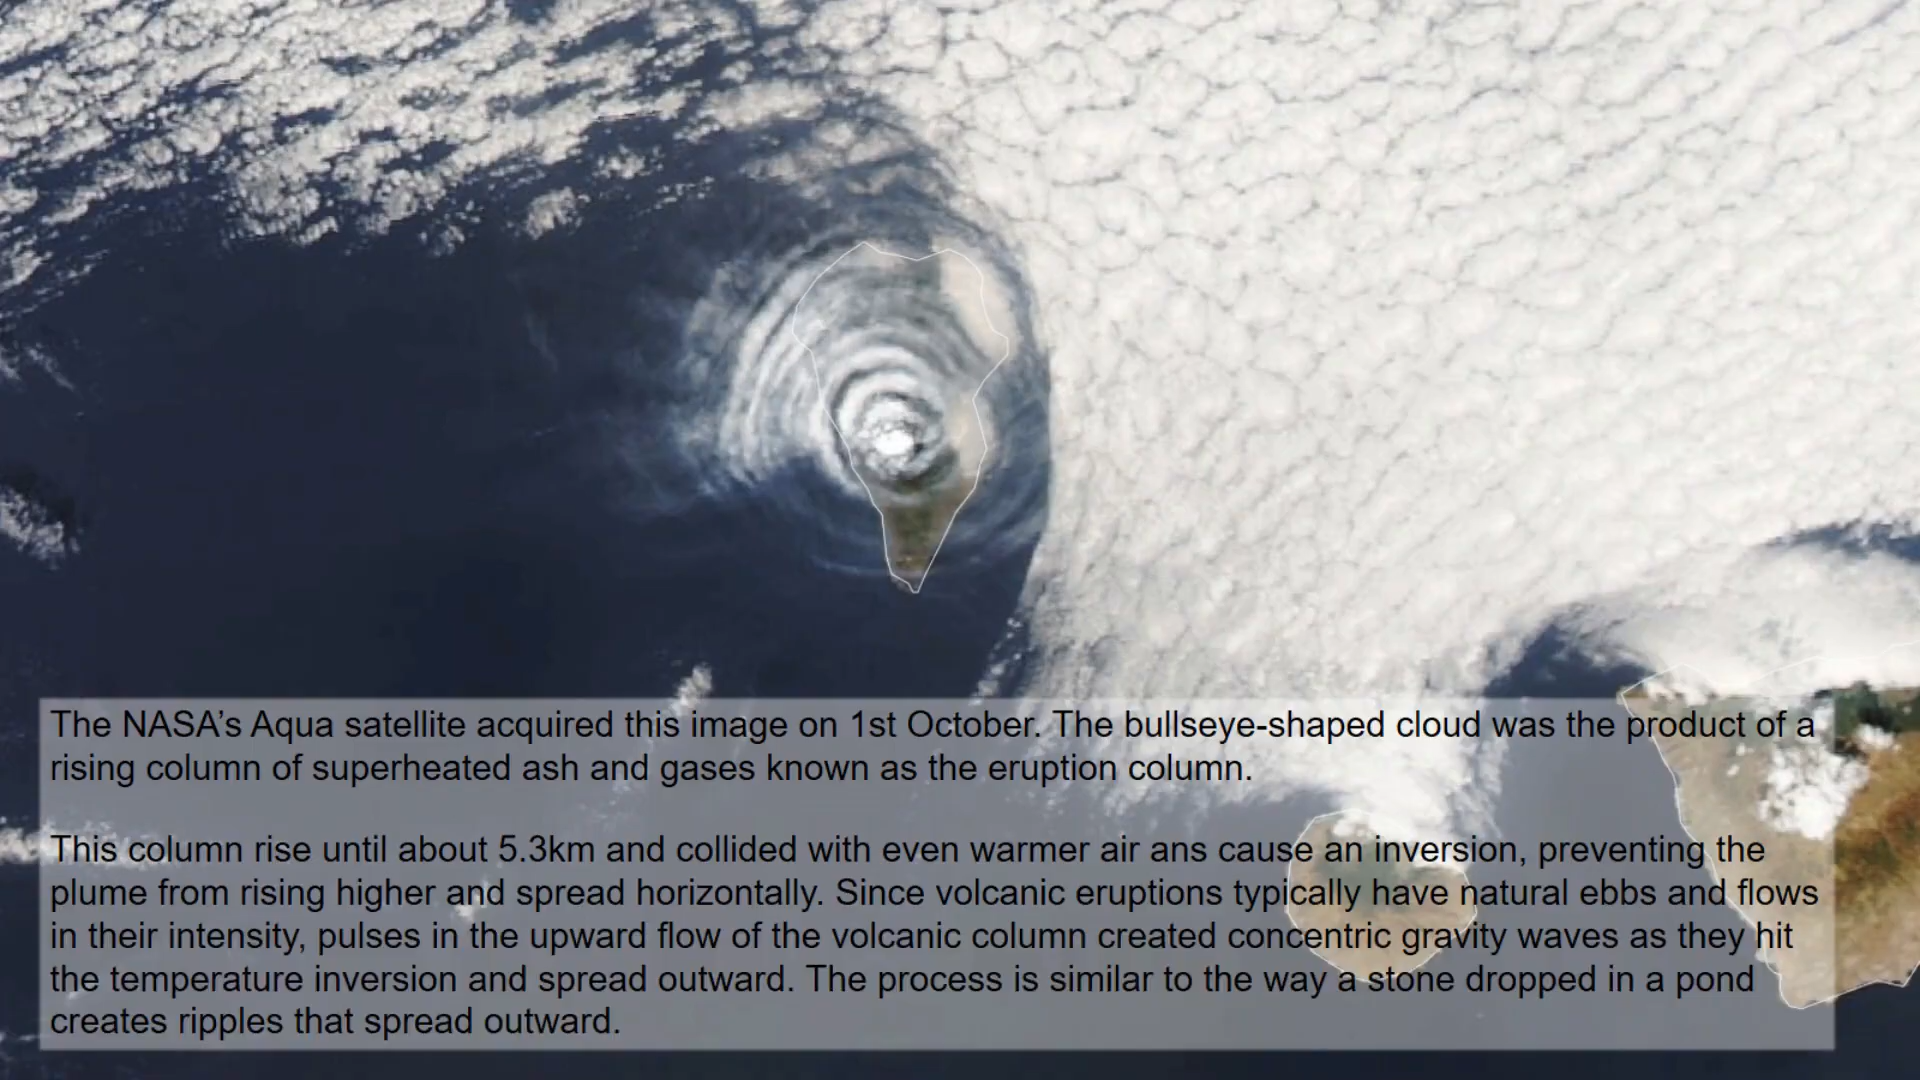 The NASA’s Aqua satellite acquired this image on 1st October. The bullseye-shaped cloud was the product of a
rising column of superheated ash and gases known as the eruption column.
This column rise until about 5.3km and collided with even warmer air ans cause an inversion, preventing the
plume from rising higher and spread horizontally. Since volcanic eruptions typically have natural ebbs and flows
in their intensity, pulses in the upward flow of the volcanic column created concentric gravity waves as they hit
the temperature inversion and spread outward. The process is similar to the way a stone dropped in a pond
creates ripples that spread outward.